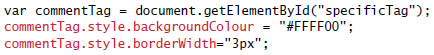 var commentTag = document.getElementById("specificTag");
commentTag.style.backgroundColour = "#FFFF00";
commentTag.style.borderWidth="3px";